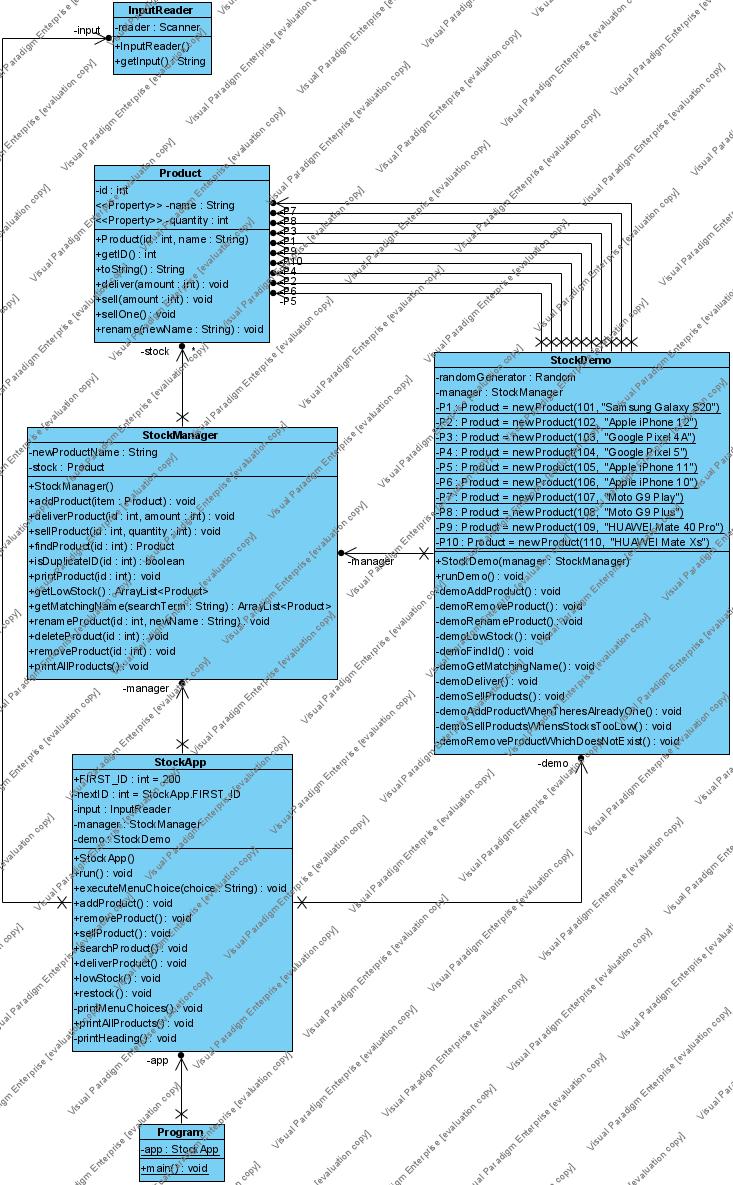 InputReader
-reader : Scanner
+InputReader()
+getInput() : String
-input
Product
-id : int
<<Property>> -name : String
<<Property>> -quantity : int
+Product(id : int, name : String)
+getID() : int
+toString() : String
+deliver(amount : int) : void
+sell(amount : int) : void
+sellOne() : void
+rename(newName : String) : void
-P7
-P8
-P3
-P1
-P9
-P10
-P4
-P2
-P6
-P5
-stock
*
StockDemo
-randomGenerator : Random
-manager : StockManager
-P1 : Product = newProduct(101, "Samsung Galaxy S20")
-P2 : Product = newProduct(102, "Apple iPhone 12")
-P3 : Product = newProduct(103, "Google Pixel 4A")
-P4 : Product = newProduct(104, "Google Pixel 5")
-P5 : Product = newProduct(105, "Apple iPhone 11")
-P6 : Product = newProduct(106, "Apple iPhone 10")
-P7 : Product = newProduct(107, "Moto G9 Play")
-P8 : Product = newProduct(108, "Moto G9 Plus")
-P9 : Product = newProduct(109, "HUAWEI Mate 40 Pro")
-P10 : Product = newProduct(110, "HUAWEI Mate Xs")
+StockDemo(manager : StockManager)
+runDemo() : void
-demoAddProduct() : void
-demoRemoveProduct() : void
-demoRenameProduct() : void
-demoLowStock() : void
-demoFindId() : void
-demoGetMatchingName() : void
-demoDeliver() : void
-demoSellProducts() : void
-demoAddProductWhenTheresAlreadyOne() : void
-demoSellProductsWhensStocksTooLow() : void
-demoRemoveProductWhichDoesNotExist() : void
StockManager
-newProductName : String
-stock : Product
+StockManager()
+addProduct(item : Product) : void
+deliverProduct(id : int, amount : int) : void
+sellProduct(id : int, quantity : int) : void
+findProduct(id : int) : Product
+isDuplicateID(id : int) : boolean
+printProduct(id : int) : void
+getLowStock() : ArrayList<Product>
+getMatchingName(searchTerm : String) : ArrayList<Product>
+renameProduct(id : int, newName : String) : void
+deleteProduct(id : int) : void
+removeProduct(id : int) : void
+printAllProducts() : void
-manager
-manager
-demo
StockApp
+FIRST_ID : int = 200
-nextID : int = StockApp.FIRST_ID
-input : InputReader
-manager : StockManager
-demo : StockDemo
+StockApp()
+run() : void
+executeMenuChoice(choice : String) : void
+addProduct() : void
+removeProduct() : void
+sellProduct() : void
+searchProduct() : void
+deliverProduct() : void
+lowStock() : void
+restock() : void
-printMenuChoices() : void
+printAllProducts() : void
-printHeading() : void
-app
Program
-app : StockApp
+main() : void
Visual Paradigm Enterprise [evaluation copy]